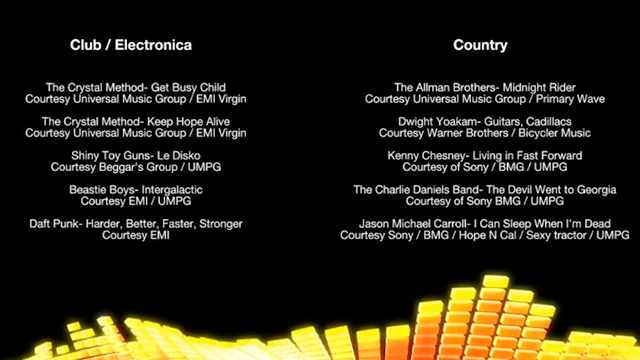 Club / Electronica
The Crystal Method- Get Busy Child
Courtesy Universal Music Group / EMI Virgin
The Crystal Method- Keep Hope Alive
Courtesy Universal Music Group / EMI Virgin
Shiny Toy Guns- Le Disko
Courtesy Beggar's Group / UMPG
Beastie Boys- Intergalactic
Courtesy EMI / UMPG
Daft Punk- Harder, Better, Faster, Stronger
Courtesy EMI
Country
The Allman Brothers- Midnight Rider
Courtesy Universal Music Group / Primary Wave
Dwight Yoakam- Guitars, Cadillacs
Courtesy Warner Brothers / Bicycler Music
Kenny Chesney- Living in Fast Forward
Courtesy of Sony / BMG / UMPG
The Charlie Daniels Band- The Devil Went to Georgia
Courtesy of Sony BMG / UMPG
Jason Michael Carroll- I Can Sleep When I'm Dead
Courtesy Sony / BMG / Hope N Cal / Sexy tractor / UMPG